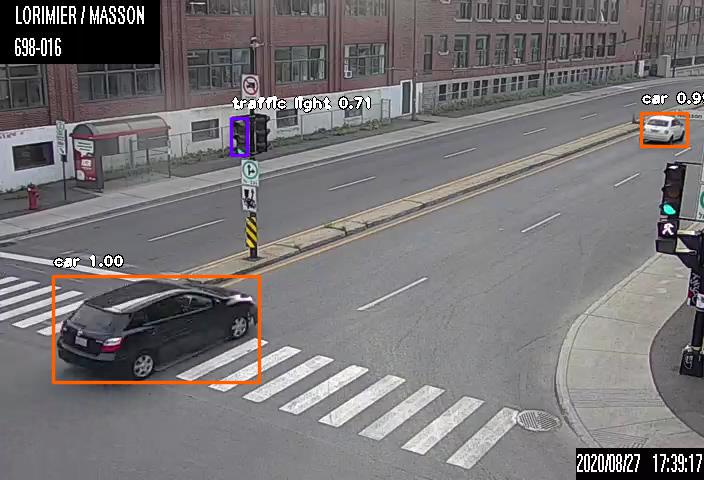 LORIMIER / MASSON
698-016
traffic light 0.71
car 0.99
car 1.00
2020/08/27 17:39:17